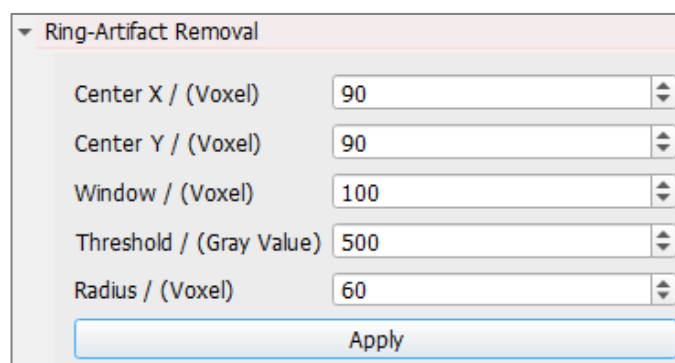 Ring-Artifact Removal
Center X / (Voxel) 90
Center Y / (Voxel) 90
Window / (Voxel) 100
Threshold / (Gray Value) 500
Radius / (Voxel) 60
Apply